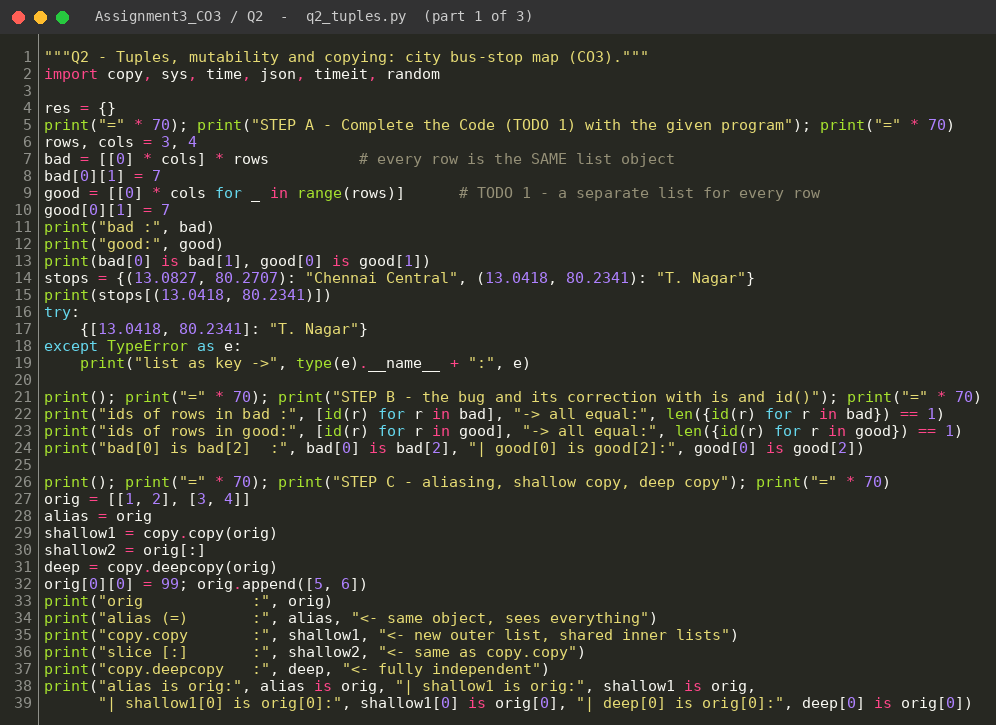 Assignment3_CO3 / Q2  -  q2_tuples.py  (part 1 of 3)
1 """Q2 - Tuples, mutability and copying: city bus-stop map (CO3)."""
2 import copy, sys, time, json, timeit, random
3
4 res = {}
5 print("=" * 70); print("STEP A - Complete the Code (TODO 1) with the given program"); print("=" * 70)
6 rows, cols = 3, 4
7 bad = [[0] * cols] * rows          # every row is the SAME list object
8 bad[0][1] = 7
9 good = [[0] * cols for _ in range(rows)]      # TODO 1 - a separate list for every row
10 good[0][1] = 7
11 print("bad :", bad)
12 print("good:", good)
13 print(bad[0] is bad[1], good[0] is good[1])
14 stops = {(13.0827, 80.2707): "Chennai Central", (13.0418, 80.2341): "T. Nagar"}
15 print(stops[(13.0418, 80.2341)])
16 try:
17     {[13.0418, 80.2341]: "T. Nagar"}
18 except TypeError as e:
19     print("list as key ->", type(e).__name__ + ":", e)
20
21 print(); print("=" * 70); print("STEP B - the bug and its correction with is and id()"); print("=" * 70)
22 print("ids of rows in bad :", [id(r) for r in bad], "-> all equal:", len({id(r) for r in bad}) == 1)
23 print("ids of rows in good:", [id(r) for r in good], "-> all equal:", len({id(r) for r in good}) == 1)
24 print("bad[0] is bad[2]  :", bad[0] is bad[2], "| good[0] is good[2]:", good[0] is good[2])
25
26 print(); print("=" * 70); print("STEP C - aliasing, shallow copy, deep copy"); print("=" * 70)
27 orig = [[1, 2], [3, 4]]
28 alias = orig
29 shallow1 = copy.copy(orig)
30 shallow2 = orig[:]
31 deep = copy.deepcopy(orig)
32 orig[0][0] = 99; orig.append([5, 6])
33 print("orig            :", orig)
34 print("alias (=)       :", alias, "<- same object, sees everything")
35 print("copy.copy       :", shallow1, "<- new outer list, shared inner lists")
36 print("slice [:]       :", shallow2, "<- same as copy.copy")
37 print("copy.deepcopy   :", deep, "<- fully independent")
38 print("alias is orig:", alias is orig, "| shallow1 is orig:", shallow1 is orig,
39       "| shallow1[0] is orig[0]:", shallow1[0] is orig[0], "| deep[0] is orig[0]:", deep[0] is orig[0])